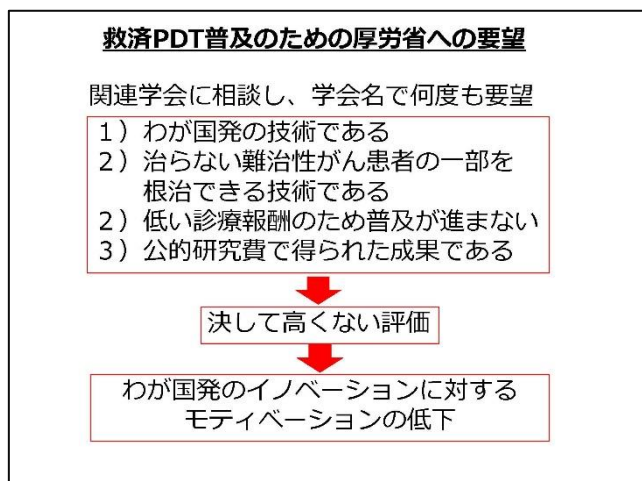 救済PDT普及のための厚労省への要望
関連学会に相談し、学会名で何度も要望
1）わが国発の技術である
2）治らない難治性がん患者の一部を
根治できる技術である
2）低い診療報酬のため普及が進まない
3）公的研究費で得られた成果である
決して高くない評価
わが国発のイノベーションに対する
モティベーションの低下